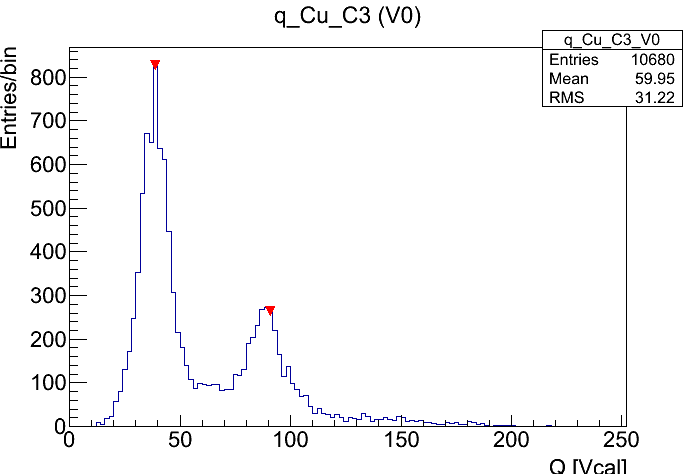 q_Cu_C3 (V0)
q_Cu_C3_V0
Entries 10680
Mean 59.95
RMS 31.22
Entries/bin
800
700
600
500
400
300
200
100
0
0 50 100 150 200 250
Q [Vcal]